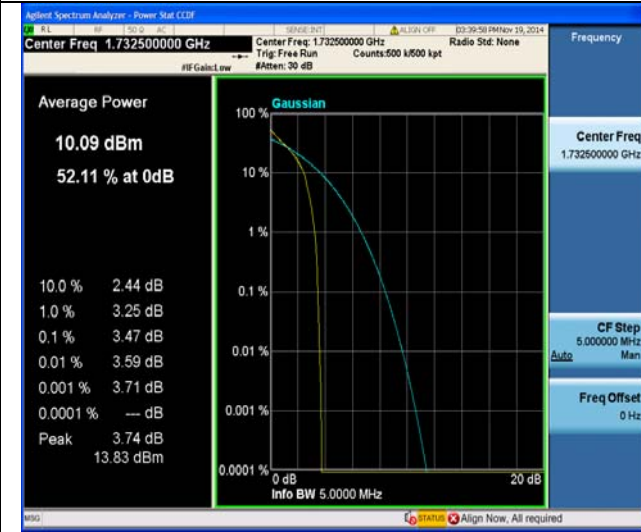 Agilent Spectrum Analyzer - Power Stat CCDF
RL RF 50 Ω AC SENSE:INT ALIGN OFF 03:39:58 PM Nov 19, 2014
Center Freq 1.732500000 GHz
Center Freq: 1.732500000 GHz Radio Std: None
Trig: Free Run Counts:500 k/500 kpt
#IFGain:Low #Atten: 30 dB
Frequency
Average Power
10.09 dBm
52.11 % at 0dB
10.0 % 2.44 dB
1.0 % 3.25 dB
0.1 % 3.47 dB
0.01 % 3.59 dB
0.001 % 3.71 dB
0.0001 % --- dB
Peak 3.74 dB
13.83 dBm
Gaussian
100 %
10 %
1 %
0.1 %
0.01 %
0.001 %
0.0001 %
0 dB 20 dB
Info BW 5.0000 MHz
Center Freq
1.732500000 GHz
CF Step
5.000000 MHz
Auto Man
Freq Offset
0 Hz
MSG STATUS Align Now, All required